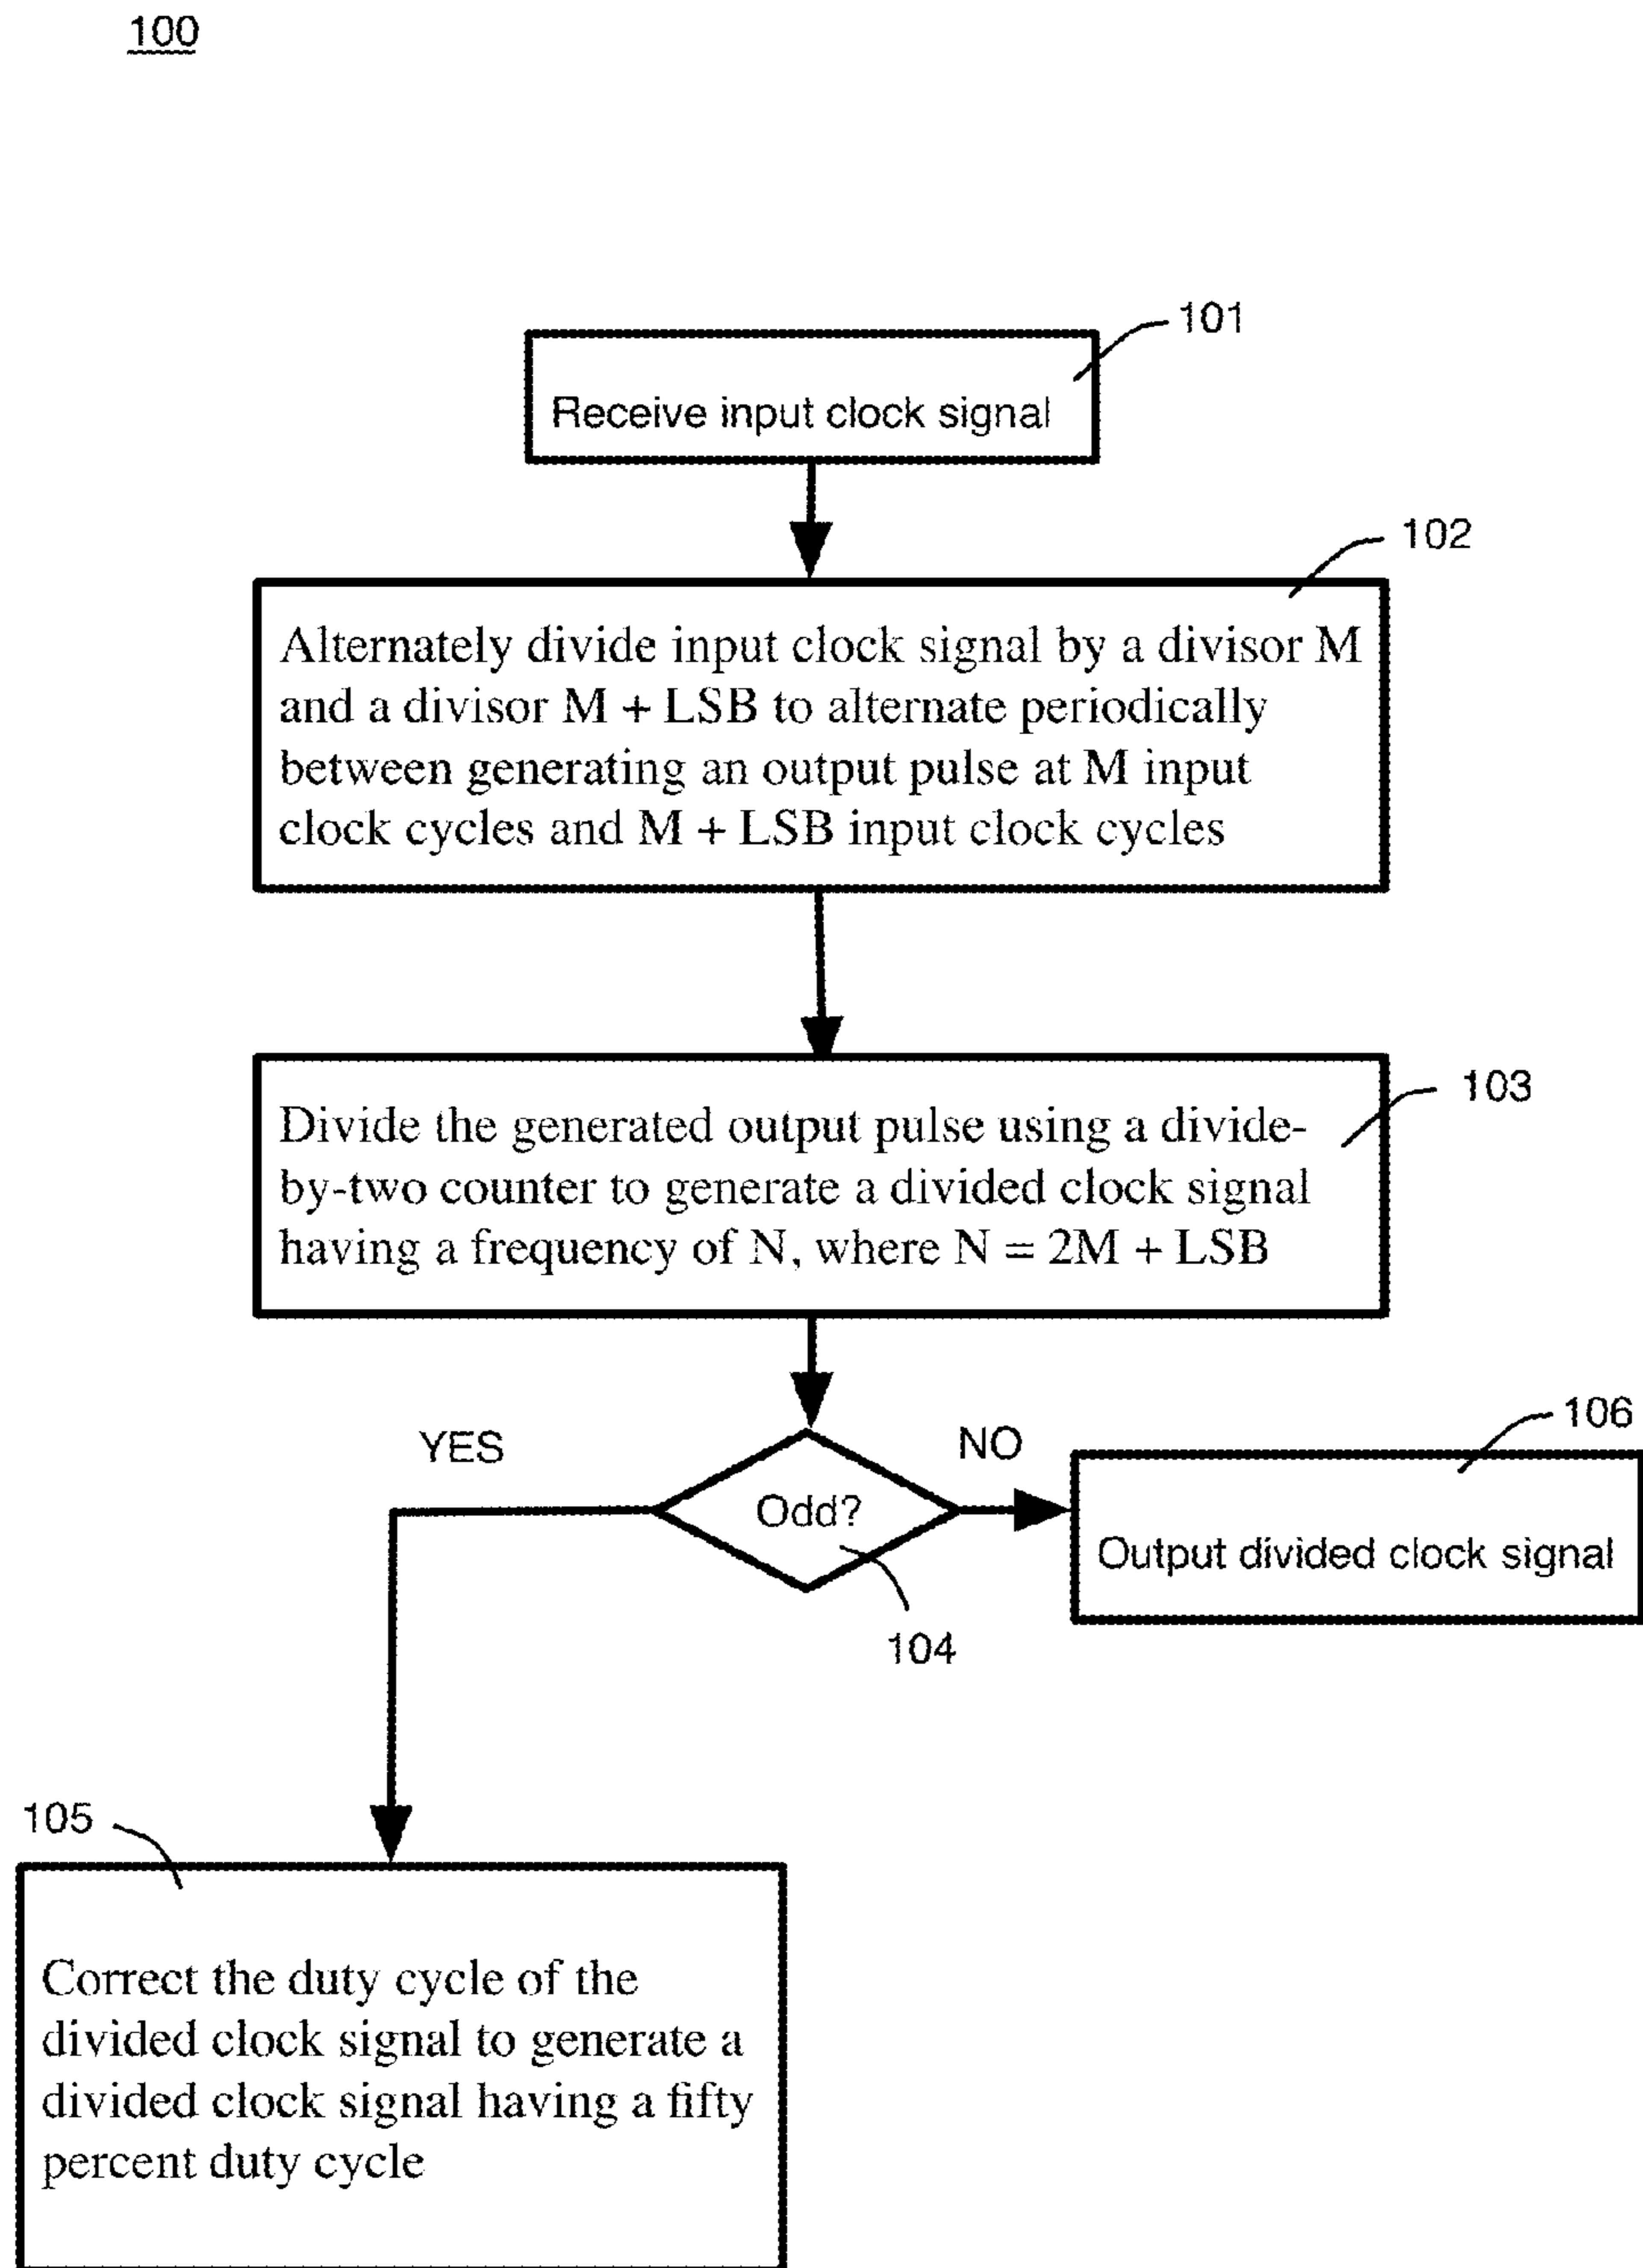 100
101
Receive input clock signal
102
Alternately divide input clock signal by a divisor M
and a divisor M + LSB to alternate periodically
between generating an output pulse at M input
clock cycles and M + LSB input clock cycles
103
Divide the generated output pulse using a divide-
by-two counter to generate a divided clock signal
having a frequency of N, where N = 2M + LSB
YES
NO
106
Odd?
Output divided clock signal
104
105
Correct the duty cycle of the
divided clock signal to generate a
divided clock signal having a fifty
percent duty cycle